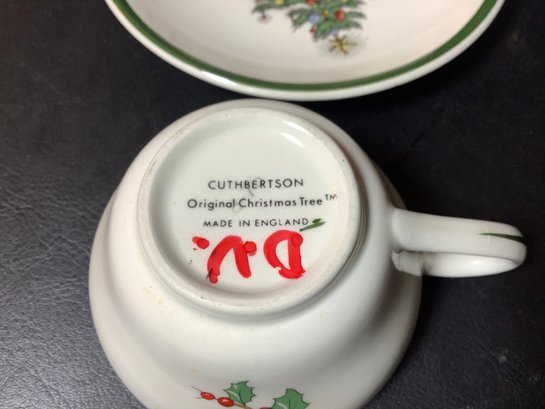 CUTHBERTSON
Original Christmas Tree™
MADE IN ENGLAND
D.V.